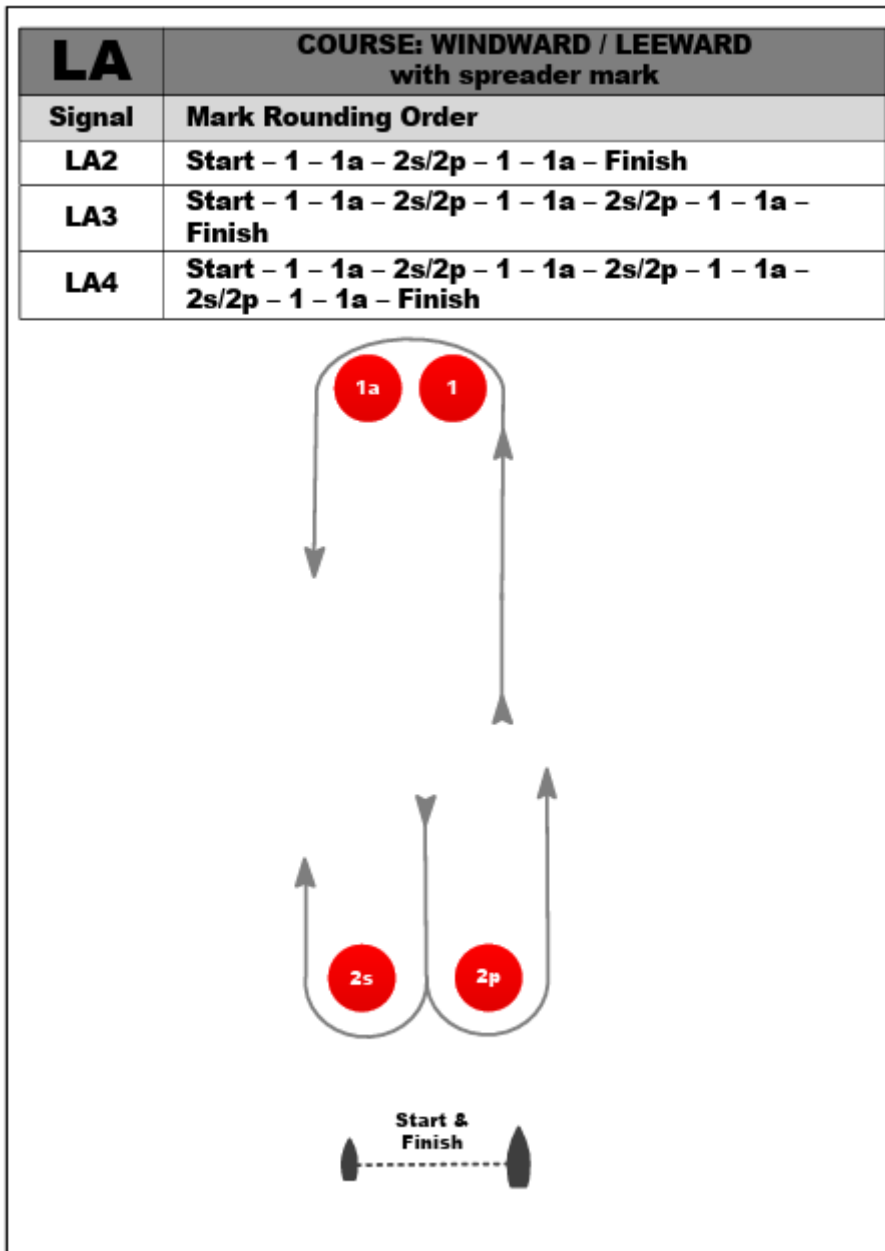 LA
COURSE: WINDWARD / LEEWARD
with spreader mark
Signal
Mark Rounding Order
LA2
Start – 1 – 1a – 2s/2p – 1 – 1a – Finish
LA3
Start – 1 – 1a – 2s/2p – 1 – 1a – 2s/2p – 1 – 1a –
Finish
LA4
Start – 1 – 1a – 2s/2p – 1 – 1a – 2s/2p – 1 – 1a –
2s/2p – 1 – 1a – Finish
1a
1
2s
2p
Start &
Finish